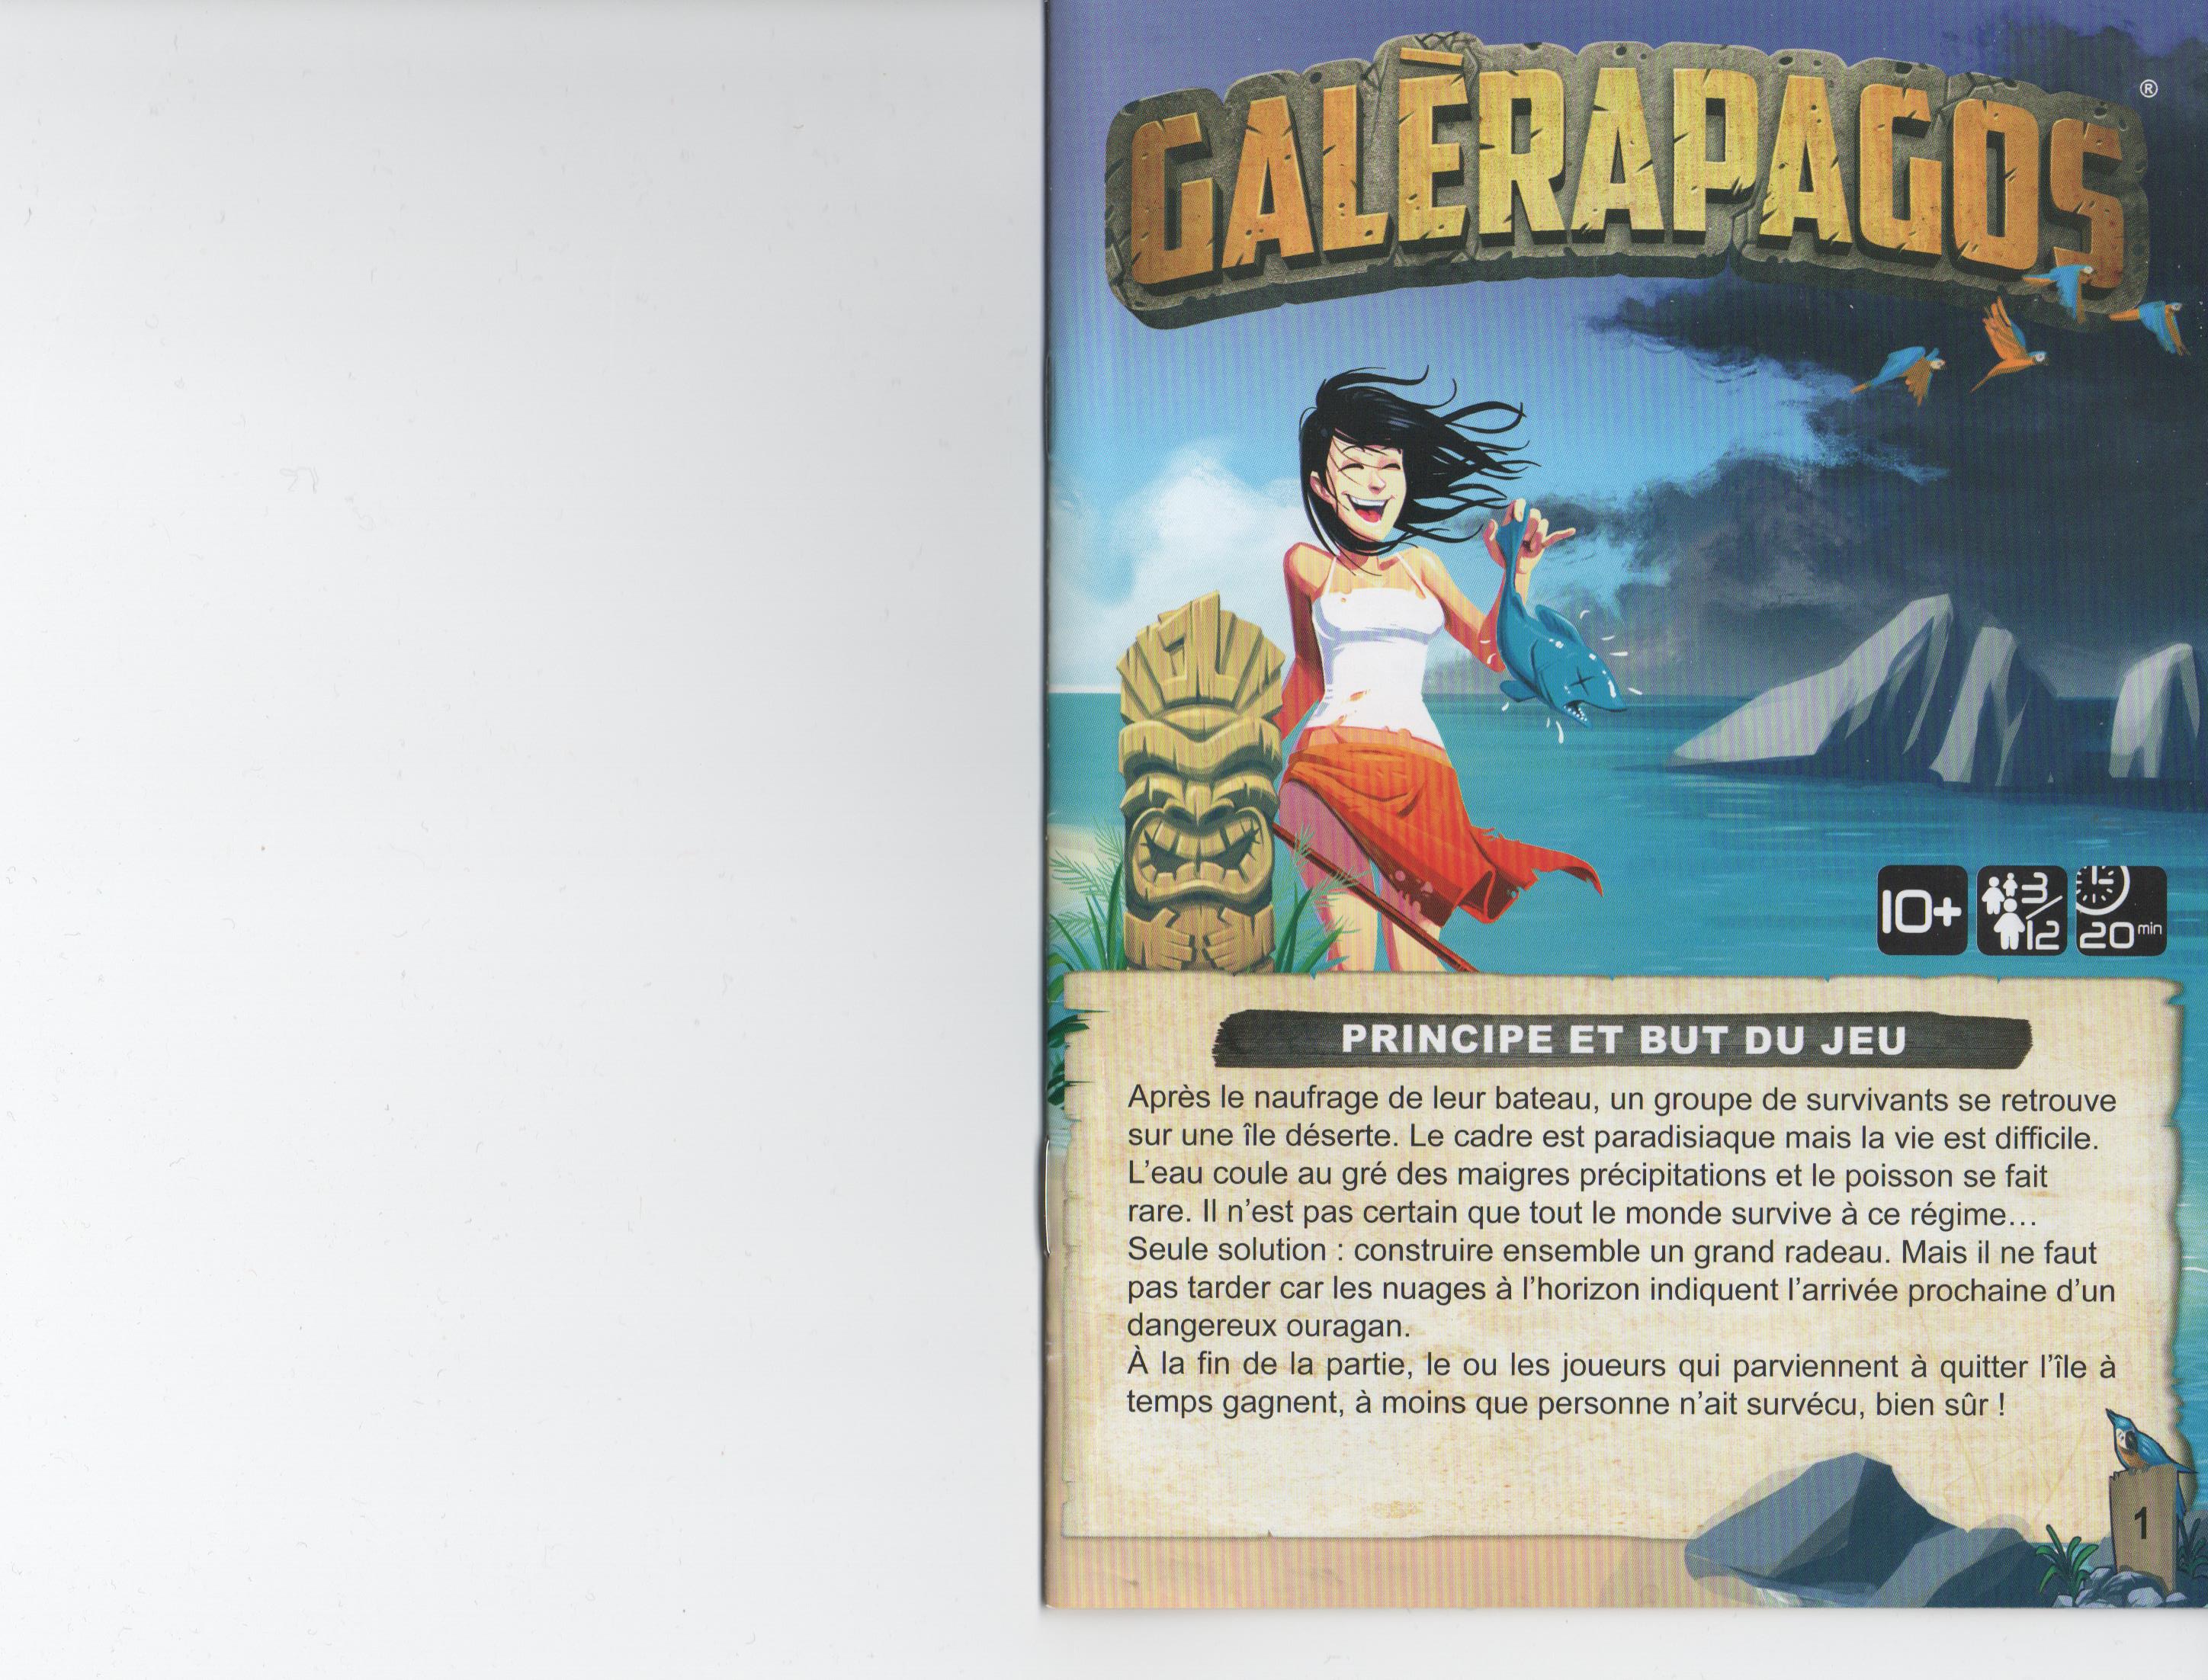 GALÈRAPAGOS
®
10+
3/12
20 min
PRINCIPE ET BUT DU JEU
Après le naufrage de leur bateau, un groupe de survivants se retrouve
sur une île déserte. Le cadre est paradisiaque mais la vie est difficile.
L’eau coule au gré des maigres précipitations et le poisson se fait
rare. Il n’est pas certain que tout le monde survive à ce régime…
Seule solution : construire ensemble un grand radeau. Mais il ne faut
pas tarder car les nuages à l’horizon indiquent l’arrivée prochaine d’un
dangereux ouragan.
À la fin de la partie, le ou les joueurs qui parviennent à quitter l’île à
temps gagnent, à moins que personne n’ait survécu, bien sûr !
1